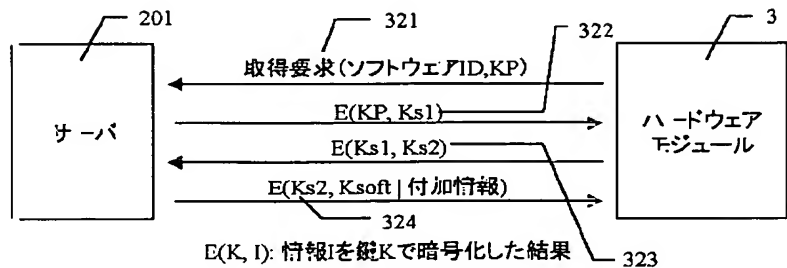 201
321
322
3
取得要求(ソフトウェアID,KP)
E(KP, Ks1)
サーバ
ハードウェア
モジュール
E(Ks1, Ks2)
E(Ks2, Ksoft | 付加情報)
324
323
E(K, I): 情報Iを鍵Kで暗号化した結果